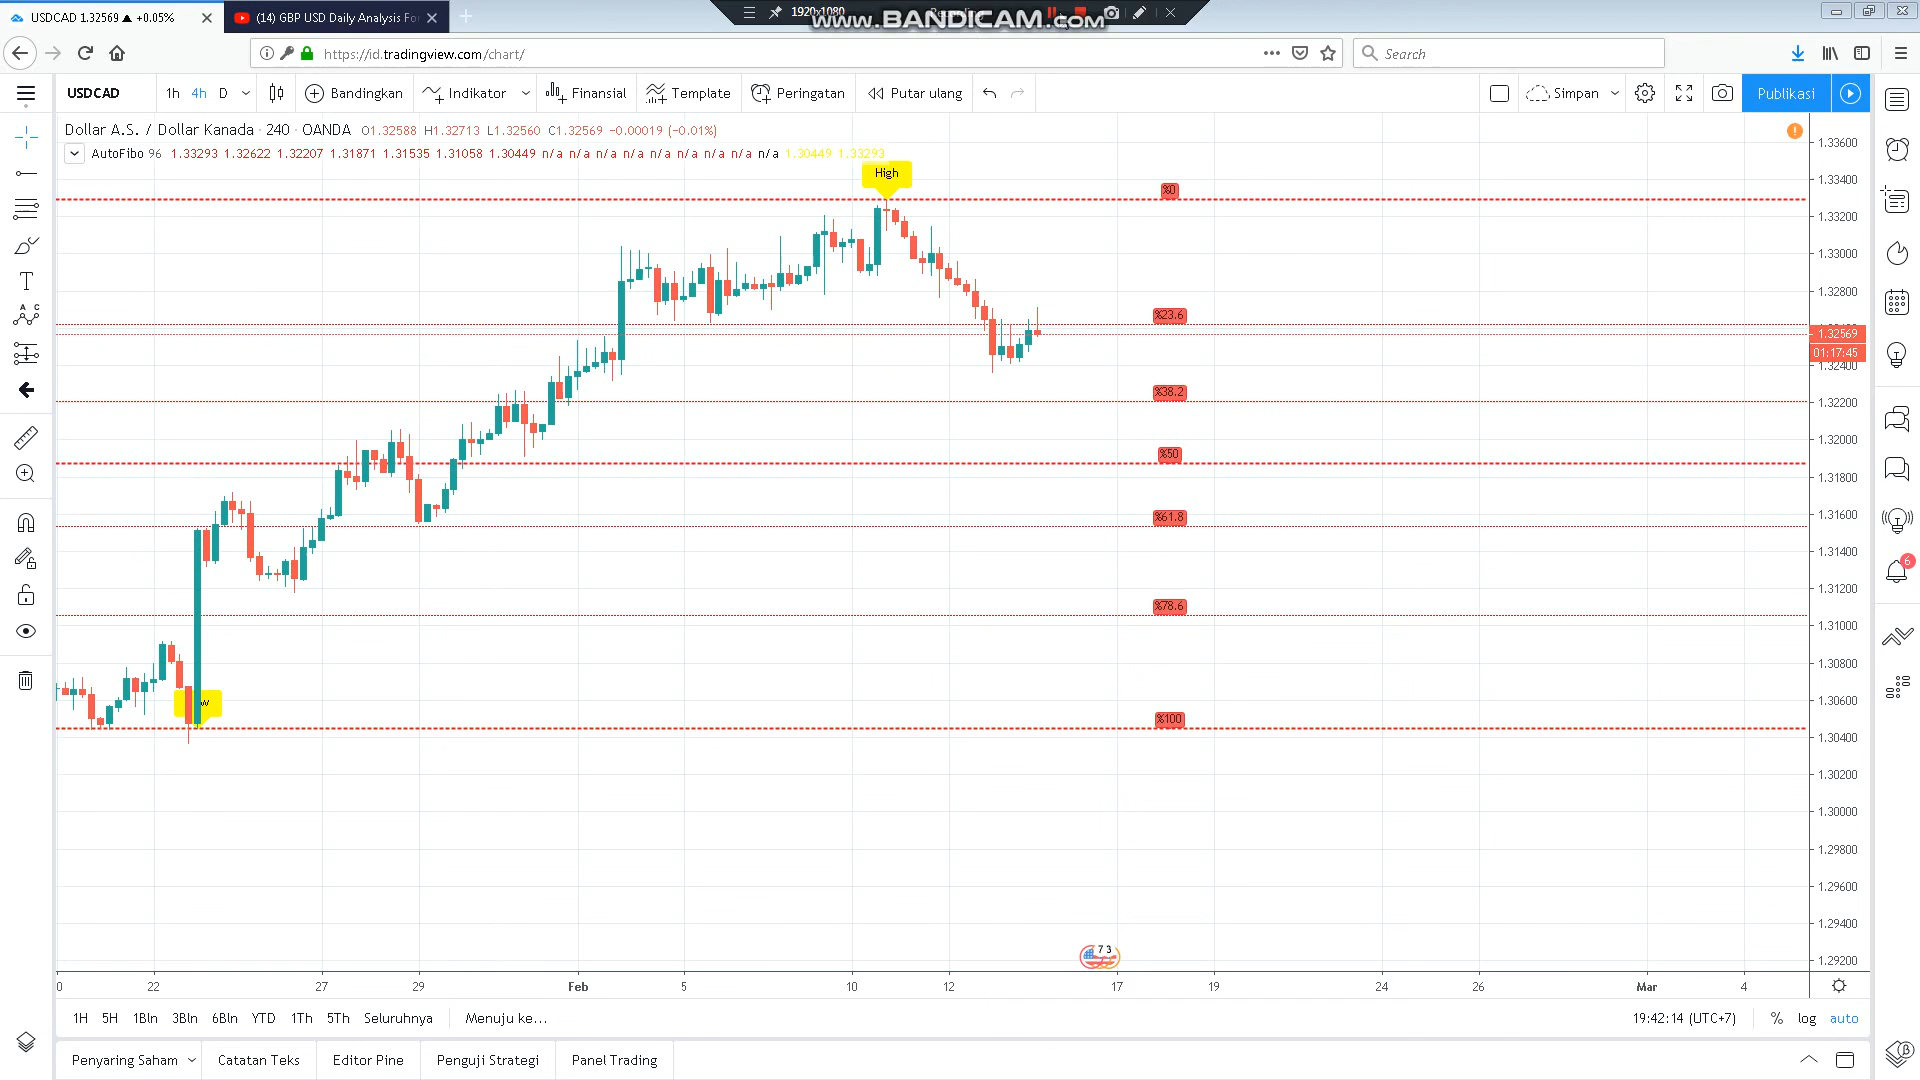 USDCAD 1.32569 ▲ +0.05%
(14) GBP USD Daily Analysis Fo
1920x1080
www.BANDICAM.com
https://id.tradingview.com/chart/
Search
USDCAD
1h 4h D
Bandingkan
Indikator
Finansial
Template
Peringatan
Putar ulang
Simpan
Publikasi
Dollar A.S. / Dollar Kanada · 240 · OANDA O1.32588 H1.32713 L1.32560 C1.32569 −0.00019 (−0.01%)
AutoFibo 96 1.33293 1.32622 1.32207 1.31871 1.31535 1.31058 1.30449 n/a n/a n/a n/a n/a n/a n/a n/a n/a 1.30449 1.33293
High
%0
%23.6
%38.2
%50
%61.8
%78.6
%100
1.33600
1.33400
1.33200
1.33000
1.32800
1.32569
01:17:45
1.32400
1.32200
1.32000
1.31800
1.31600
1.31400
1.31200
1.31000
1.30800
1.30600
1.30400
1.30200
1.30000
1.29800
1.29600
1.29400
1.29200
6
7 3
0 22 27 29 Feb 5 10 12 17 19 24 26 Mar 4
1H 5H 1Bln 3Bln 6Bln YTD 1Th 5Th Seluruhnya Menuju ke...
19:42:14 (UTC+7) % log auto
Penyaring Saham Catatan Teks Editor Pine Penguji Strategi Panel Trading